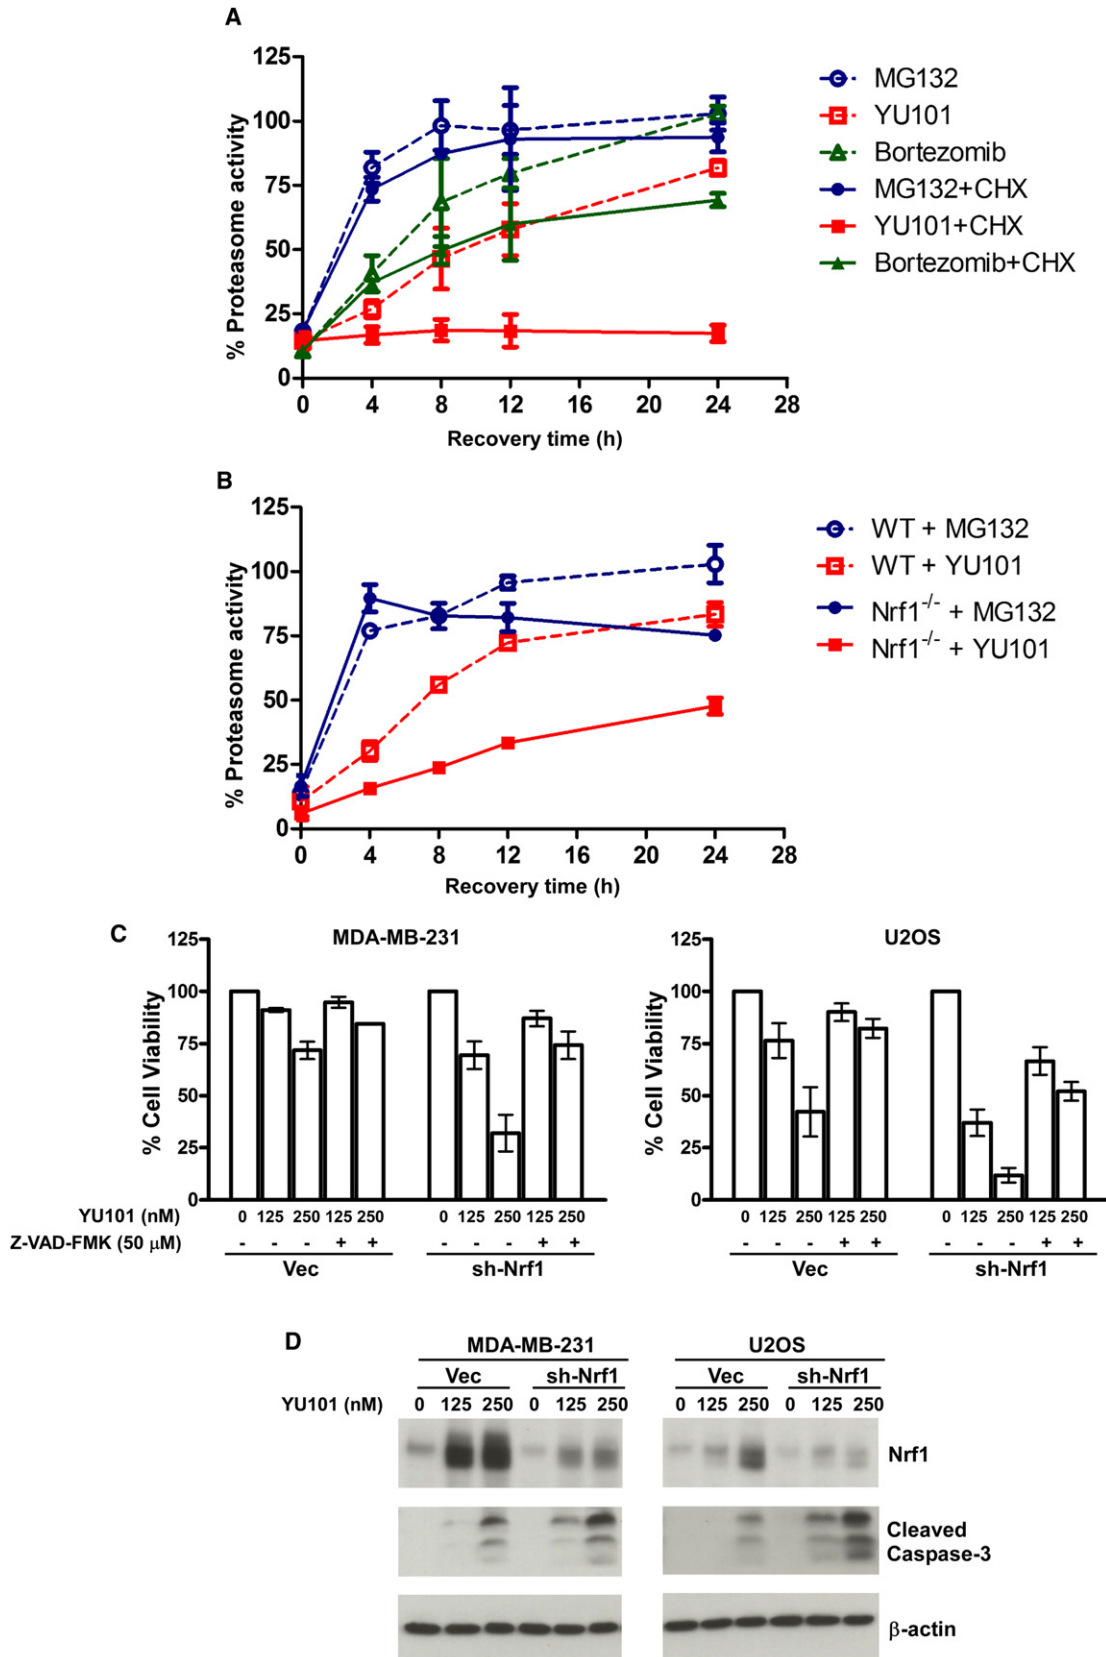 A
125
100
75
50
25
0
% Proteasome activity
0 4 8 12 16 20 24 28
Recovery time (h)
MG132
YU101
Bortezomib
MG132+CHX
YU101+CHX
Bortezomib+CHX
B
125
100
75
50
25
0
% Proteasome activity
0 4 8 12 16 20 24 28
Recovery time (h)
WT + MG132
WT + YU101
Nrf1-/- + MG132
Nrf1-/- + YU101
C
MDA-MB-231
125
100
75
50
25
0
% Cell Viability
U2OS
125
100
75
50
25
0
% Cell Viability
YU101 (nM) 0 125 250 125 250 0 125 250 125 250 0 125 250 125 250 0 125 250 125 250
Z-VAD-FMK (50 μM) - - - + + - - - + + - - - + + - - - + +
Vec sh-Nrf1 Vec sh-Nrf1
D
MDA-MB-231 U2OS
Vec sh-Nrf1 Vec sh-Nrf1
YU101 (nM) 0 125 250 0 125 250 0 125 250 0 125 250
Nrf1
Cleaved
Caspase-3
β-actin